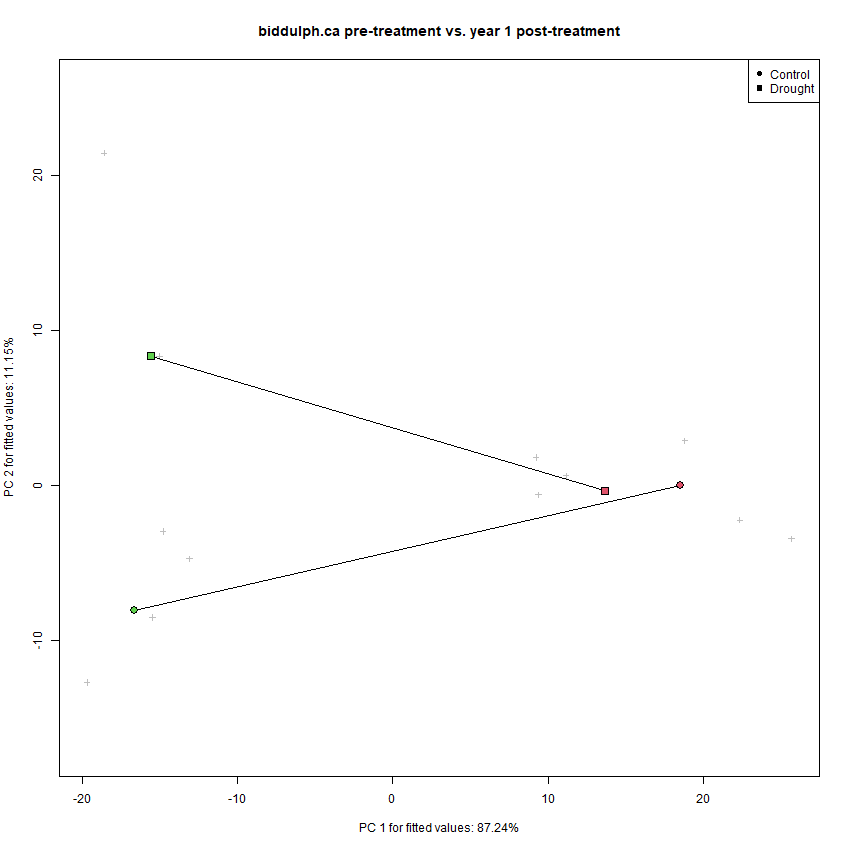 biddulph.ca pre-treatment vs. year 1 post-treatment
Control
Drought
20
10
0
-10
PC 2 for fitted values: 11.15%
-20
-10
0
10
20
PC 1 for fitted values: 87.24%